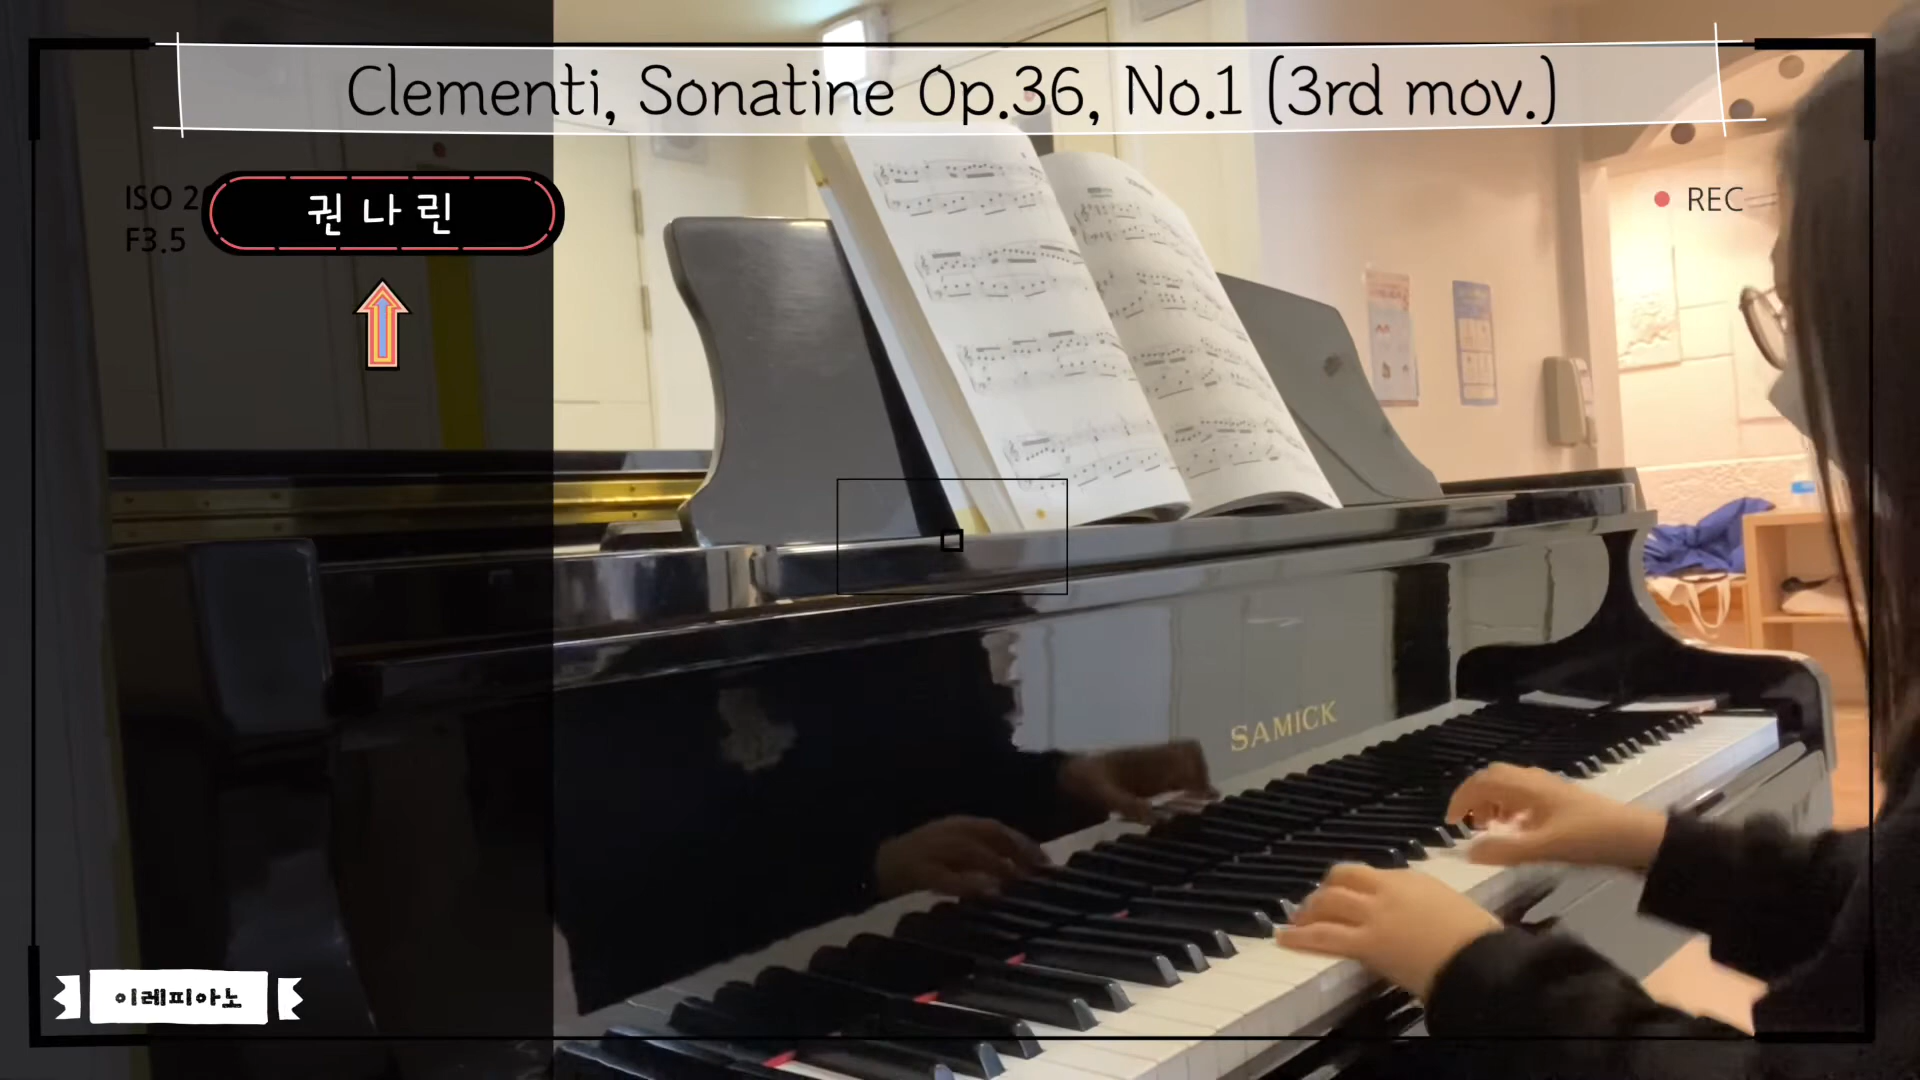 Clementi, Sonatine Op.36, No.1 (3rd mov.)
ISO 2
F3.5
권나린
REC
SAMICK
이레피아노